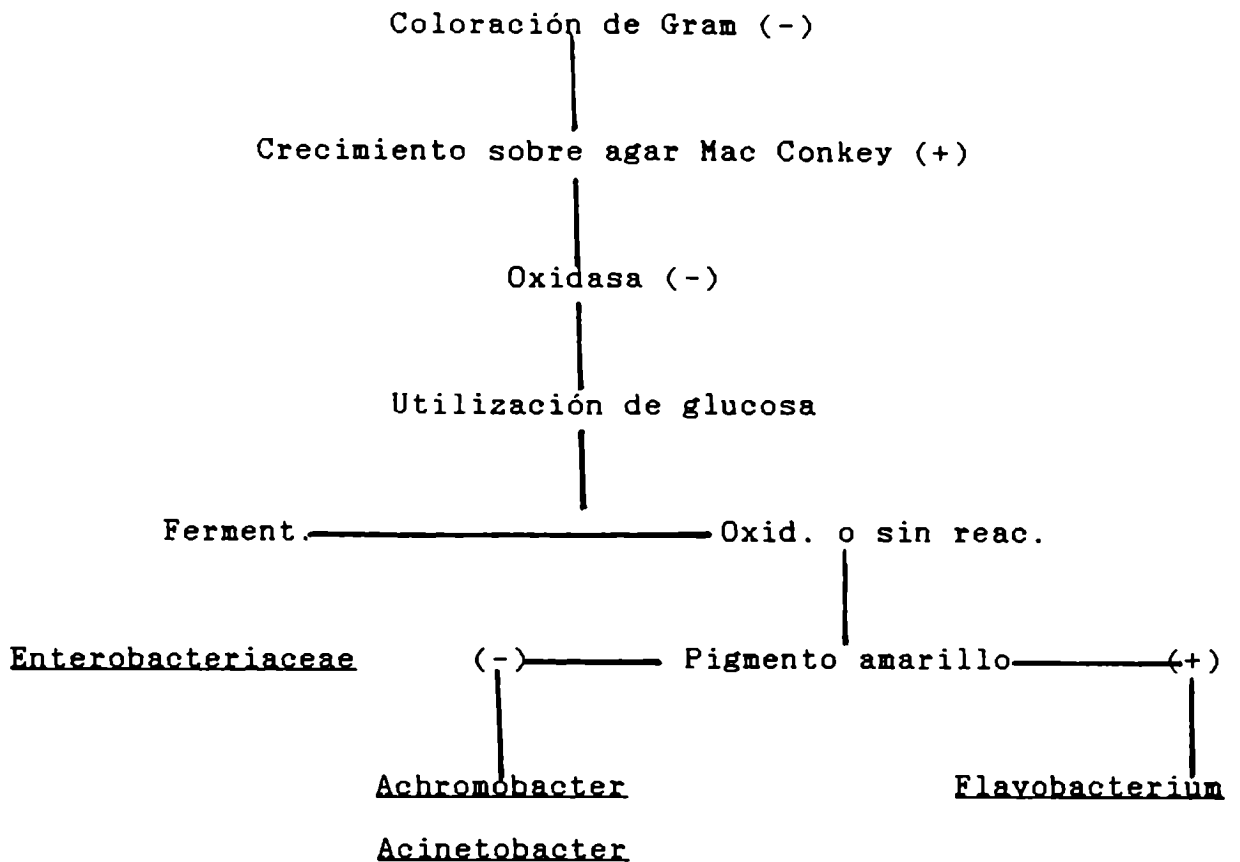 Coloración de Gram (-)
Crecimiento sobre agar Mac Conkey (+)
Oxidasa (-)
Utilización de glucosa
Ferment. Oxid. o sin reac.
Enterobacteriaceae (-) Pigmento amarillo (+)
Achromobacter Flavobacterium
Acinetobacter